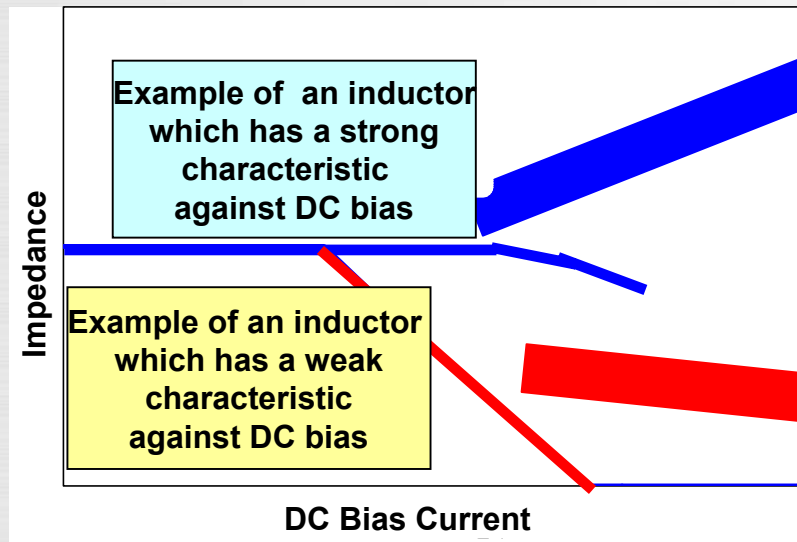 Example of an inductor
which has a strong
characteristic
against DC bias
Impedance
Example of an inductor
which has a weak
characteristic
against DC bias
DC Bias Current